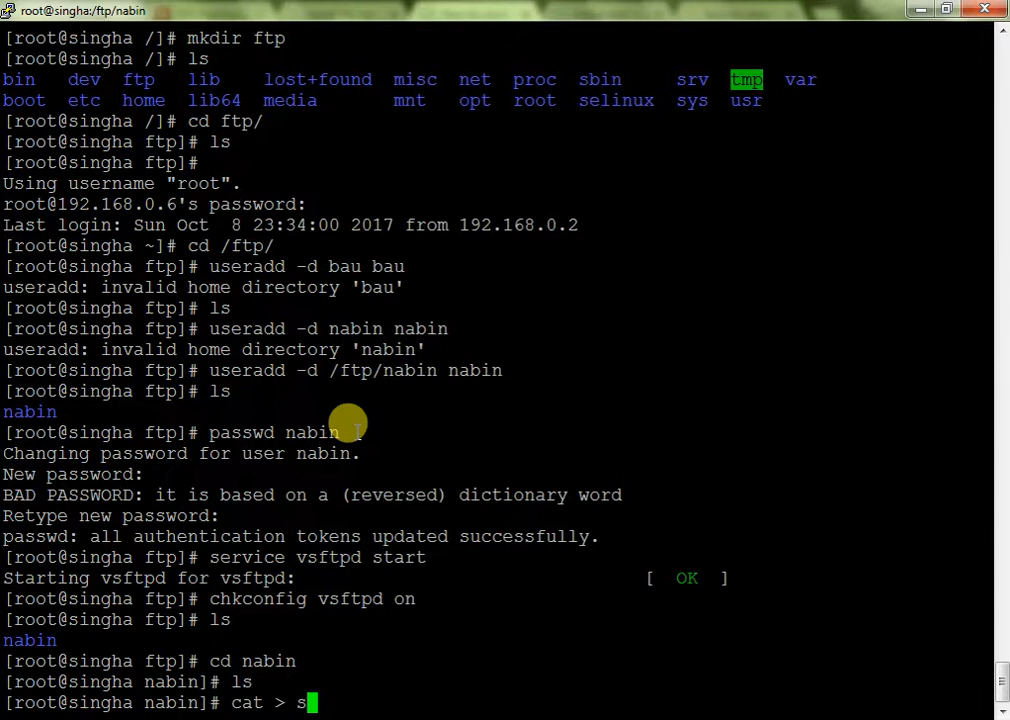 root@singha:/ftp/nabin
[root@singha /]# mkdir ftp
[root@singha /]# ls
bin dev ftp lib lost+found misc net proc sbin srv tmp var
boot etc home lib64 media mnt opt root selinux sys usr
[root@singha /]# cd ftp/
[root@singha ftp]# ls
[root@singha ftp]#
Using username "root".
root@192.168.0.6's password:
Last login: Sun Oct  8 23:34:00 2017 from 192.168.0.2
[root@singha ~]# cd /ftp/
[root@singha ftp]# useradd -d bau bau
useradd: invalid home directory 'bau'
[root@singha ftp]# ls
[root@singha ftp]# useradd -d nabin nabin
useradd: invalid home directory 'nabin'
[root@singha ftp]# useradd -d /ftp/nabin nabin
[root@singha ftp]# ls
nabin
[root@singha ftp]# passwd nabin
Changing password for user nabin.
New password:
BAD PASSWORD: it is based on a (reversed) dictionary word
Retype new password:
passwd: all authentication tokens updated successfully.
[root@singha ftp]# service vsftpd start
Starting vsftpd for vsftpd: [  OK  ]
[root@singha ftp]# chkconfig vsftpd on
[root@singha ftp]# ls
nabin
[root@singha ftp]# cd nabin
[root@singha nabin]# ls
[root@singha nabin]# cat > s